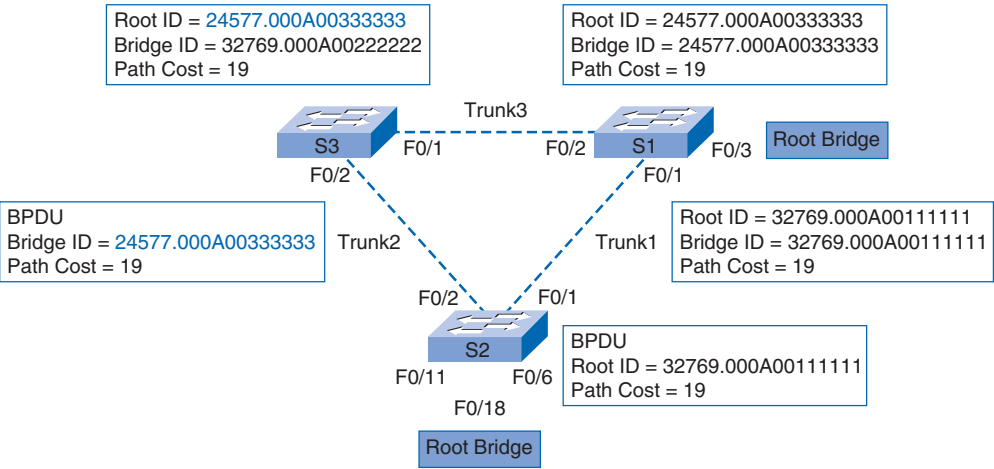 Root ID = 24577.000A00333333
Bridge ID = 32769.000A00222222
Path Cost = 19
Root ID = 24577.000A00333333
Bridge ID = 24577.000A00333333
Path Cost = 19
Trunk3
S3
F0/1
F0/2
S1
F0/3
Root Bridge
F0/2
F0/1
BPDU
Bridge ID = 24577.000A00333333
Path Cost = 19
Trunk2
Trunk1
Root ID = 32769.000A00111111
Bridge ID = 32769.000A00111111
Path Cost = 19
F0/2
F0/1
S2
F0/11
F0/6
F0/18
BPDU
Root ID = 32769.000A00111111
Path Cost = 19
Root Bridge